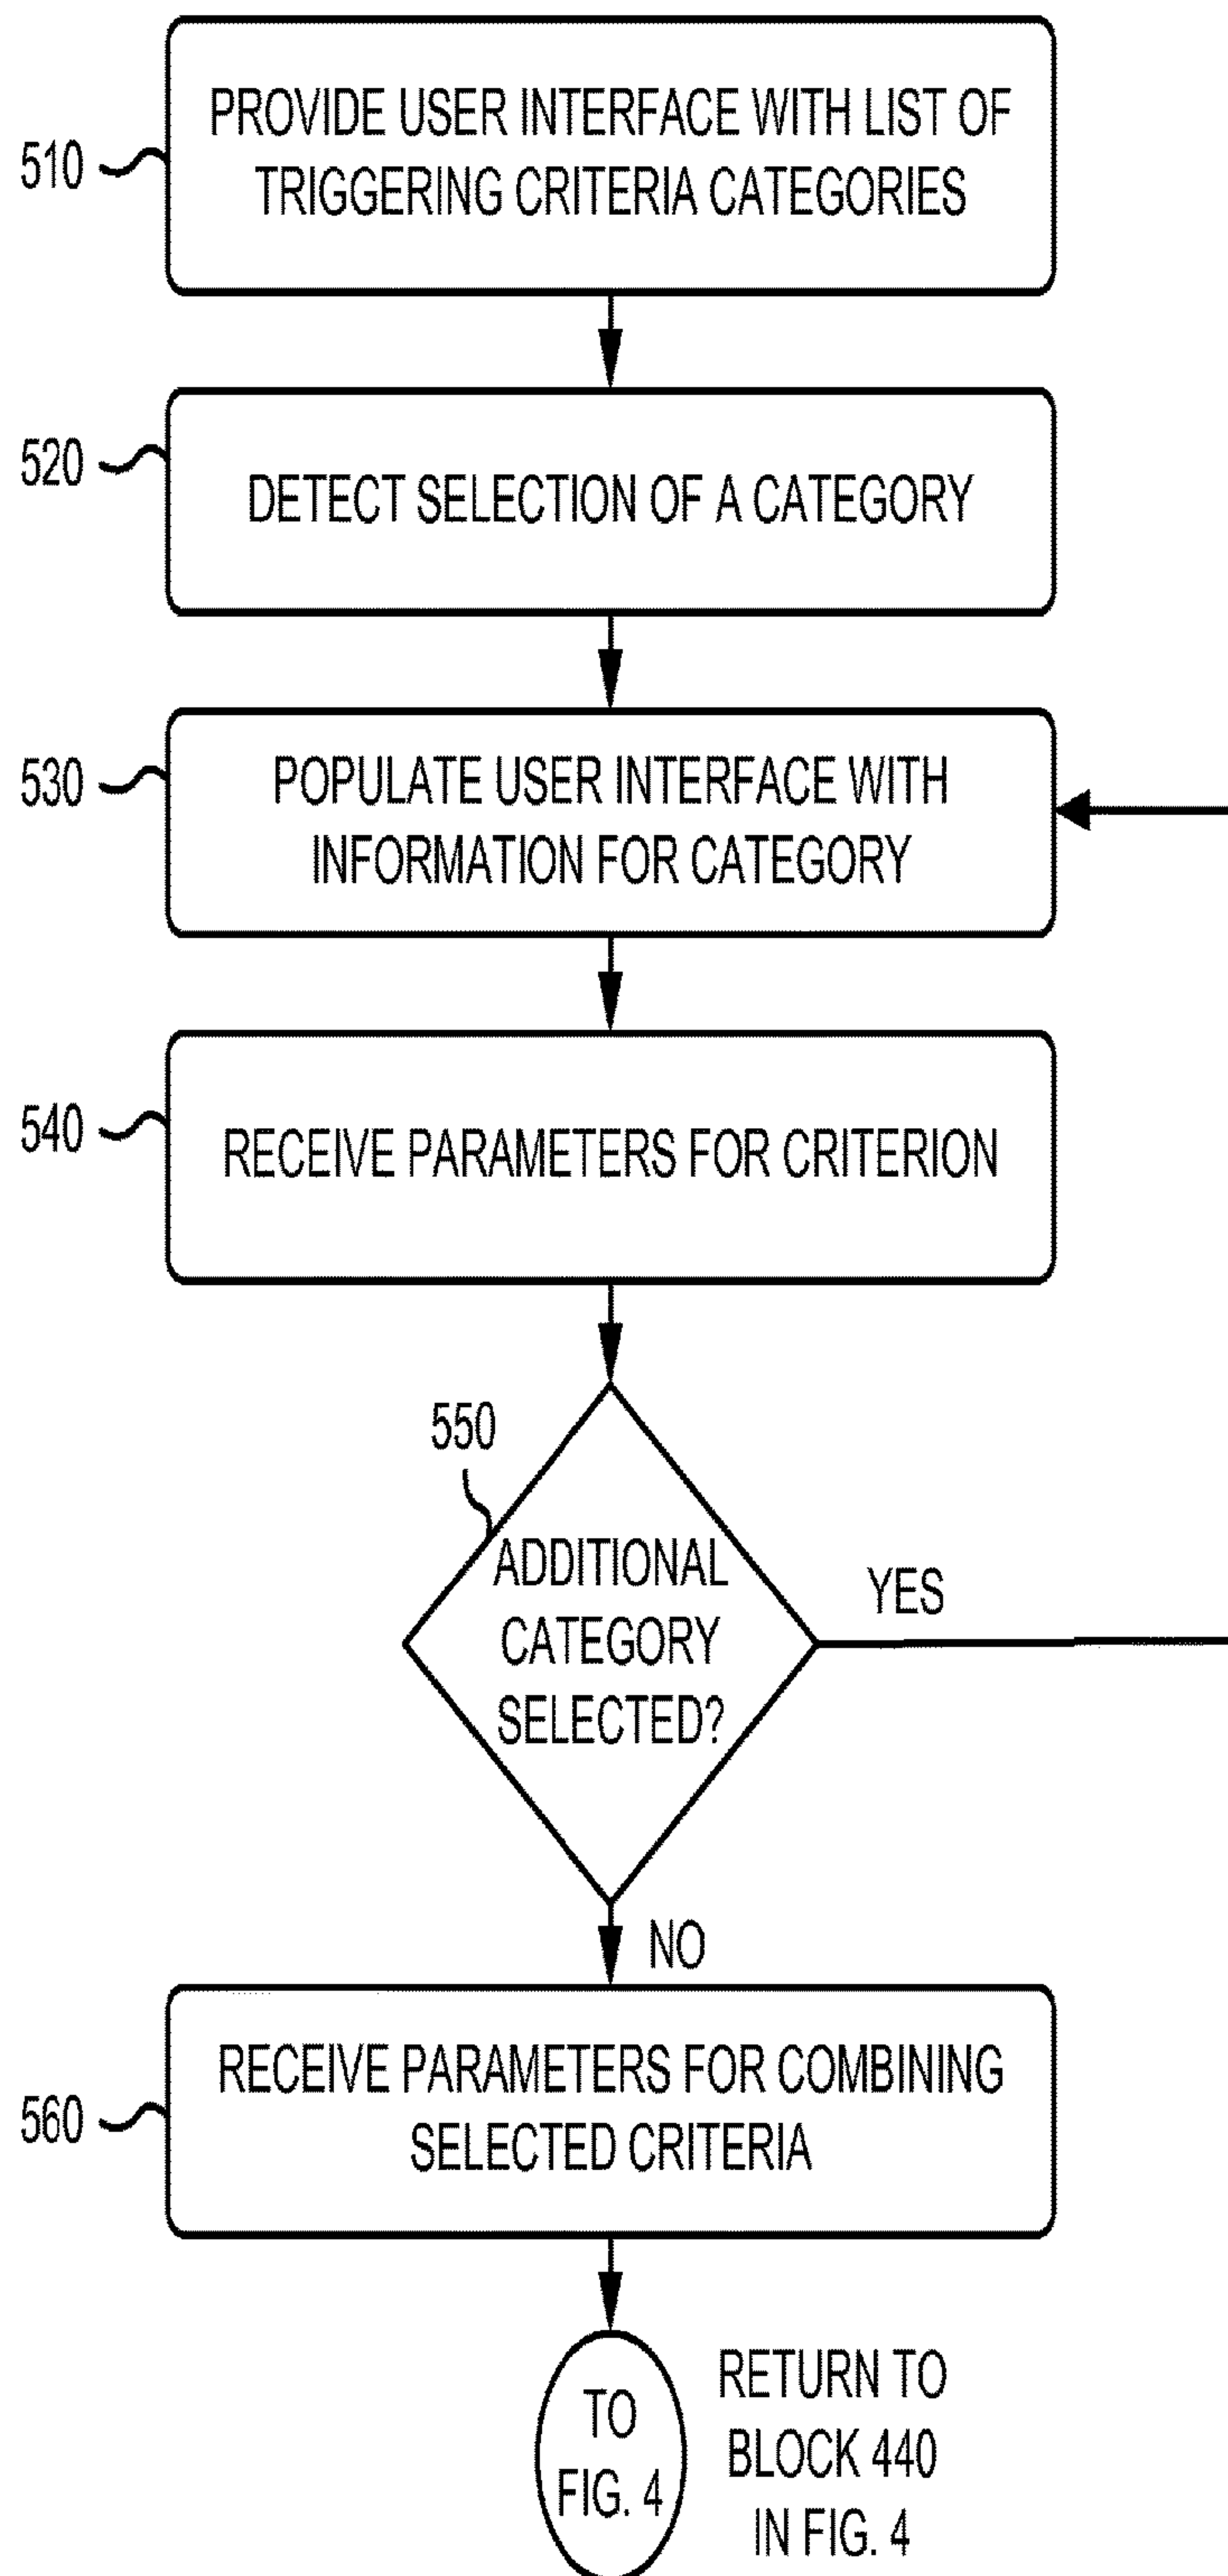 510
PROVIDE USER INTERFACE WITH LIST OF
TRIGGERING CRITERIA CATEGORIES
520
DETECT SELECTION OF A CATEGORY
530
POPULATE USER INTERFACE WITH
INFORMATION FOR CATEGORY
540
RECEIVE PARAMETERS FOR CRITERION
550
ADDITIONAL
CATEGORY
SELECTED?
YES
NO
560
RECEIVE PARAMETERS FOR COMBINING
SELECTED CRITERIA
TO
FIG. 4
RETURN TO
BLOCK 440
IN FIG. 4